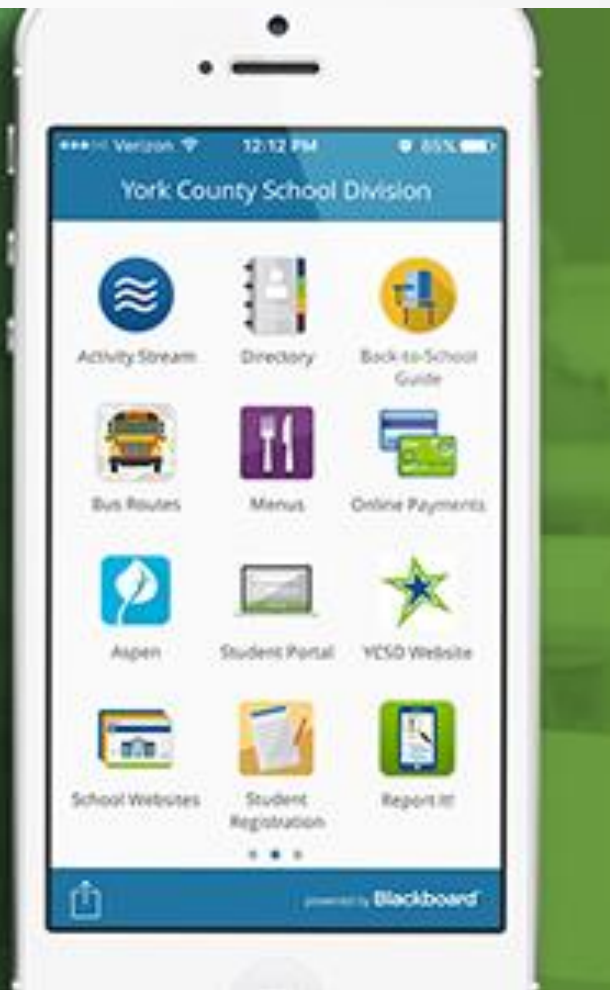 Verizon 12:12 PM 85%
York County School Division
Activity Stream Directory Back-to-School
Guide
Bus Routes Menus Online Payments
Aspen Student Portal YCSD Website
School Websites Student Report It!
Registration
powered by Blackboard